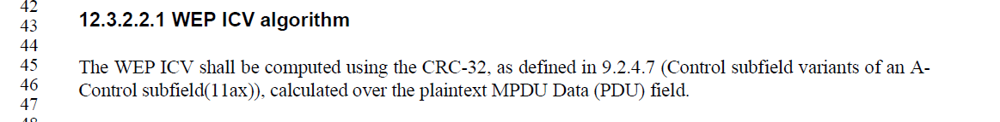 42
43 12.3.2.2.1 WEP ICV algorithm
44
45 The WEP ICV shall be computed using the CRC-32, as defined in 9.2.4.7 (Control subfield variants of an A-
46 Control subfield(11ax)), calculated over the plaintext MPDU Data (PDU) field.
47
48